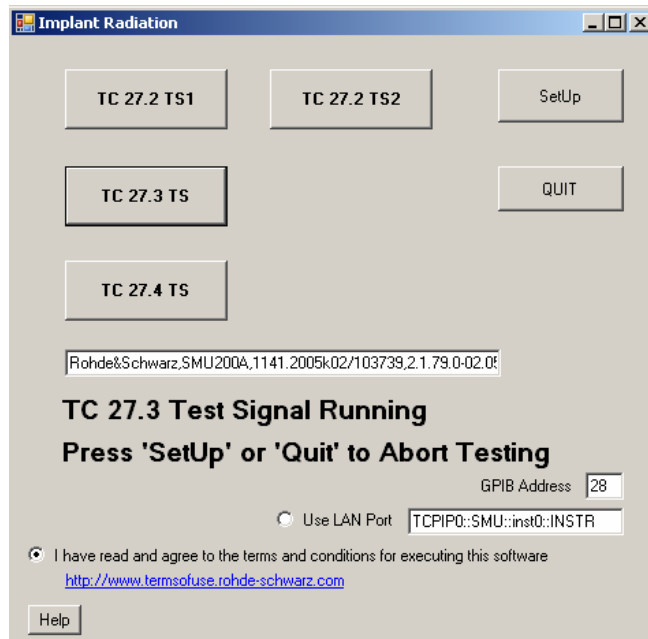 Implant Radiation
TC 27.2 TS1
TC 27.2 TS2
SetUp
TC 27.3 TS
QUIT
TC 27.4 TS
Rohde&Schwarz,SMU200A,1141.2005k02/103739,2.1.79.0-02.05
TC 27.3 Test Signal Running
Press 'SetUp' or 'Quit' to Abort Testing
GPIB Address 28
Use LAN Port TCPIP0::SMU::inst0::INSTR
I have read and agree to the terms and conditions for executing this software
http://www.termsofuse.rohde-schwarz.com
Help